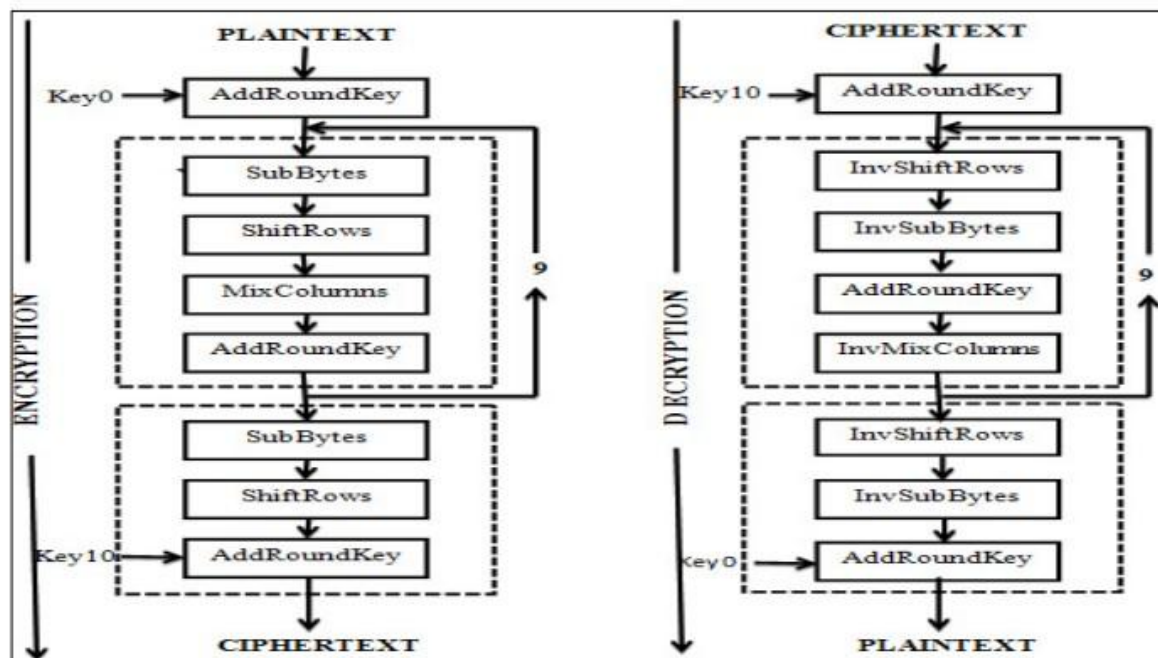 PLAINTEXT
Key0
AddRoundKey
SubBytes
ShiftRows
MixColumns
AddRoundKey
9
SubBytes
ShiftRows
Key10
AddRoundKey
CIPHERTEXT
ENCRYPTION
CIPHERTEXT
Key10
AddRoundKey
InvShiftRows
InvSubBytes
AddRoundKey
InvMixColumns
9
InvShiftRows
InvSubBytes
Key0
AddRoundKey
PLAINTEXT
DECRYPTION